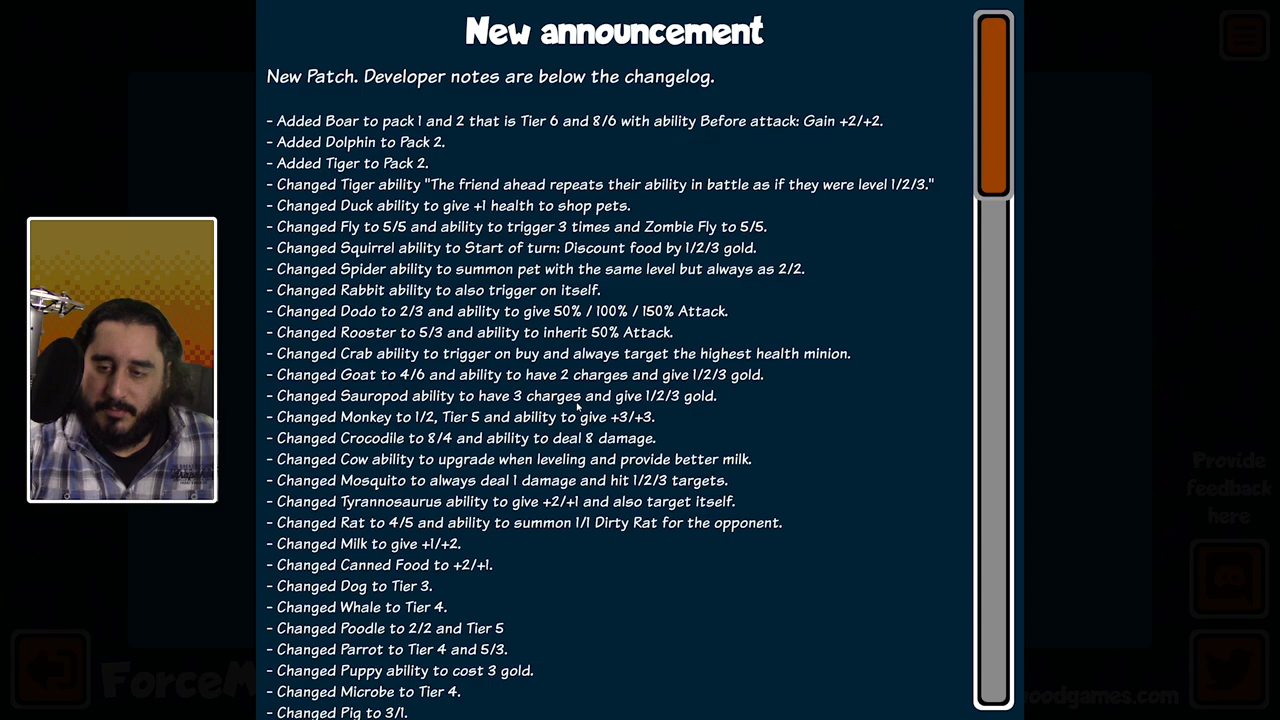 New announcement
New Patch. Developer notes are below the changelog.
- Added Boar to pack 1 and 2 that is Tier 6 and 8/6 with ability Before attack: Gain +2/+2.
- Added Dolphin to Pack 2.
- Added Tiger to Pack 2.
- Changed Tiger ability "The friend ahead repeats their ability in battle as if they were level 1/2/3."
- Changed Duck ability to give +1 health to shop pets.
- Changed Fly to 5/5 and ability to trigger 3 times and Zombie Fly to 5/5.
- Changed Squirrel ability to Start of turn: Discount food by 1/2/3 gold.
- Changed Spider ability to summon pet with the same level but always as 2/2.
- Changed Rabbit ability to also trigger on itself.
- Changed Dodo to 2/3 and ability to give 50% / 100% / 150% Attack.
- Changed Rooster to 5/3 and ability to inherit 50% Attack.
- Changed Crab ability to trigger on buy and always target the highest health minion.
- Changed Goat to 4/6 and ability to have 2 charges and give 1/2/3 gold.
- Changed Sauropod ability to have 3 charges and give 1/2/3 gold.
- Changed Monkey to 1/2, Tier 5 and ability to give +3/+3.
- Changed Crocodile to 8/4 and ability to deal 8 damage.
- Changed Cow ability to upgrade when leveling and provide better milk.
- Changed Mosquito to always deal 1 damage and hit 1/2/3 targets.
- Changed Tyrannosaurus ability to give +2/+1 and also target itself.
- Changed Rat to 4/5 and ability to summon 1/1 Dirty Rat for the opponent.
- Changed Milk to give +1/+2.
- Changed Canned Food to +2/+1.
- Changed Dog to Tier 3.
- Changed Whale to Tier 4.
- Changed Poodle to 2/2 and Tier 5
- Changed Parrot to Tier 4 and 5/3.
- Changed Puppy ability to cost 3 gold.
- Changed Microbe to Tier 4.
- Changed Pig to 3/1.
Provide
feedback
here
ForceM
oodgames.com